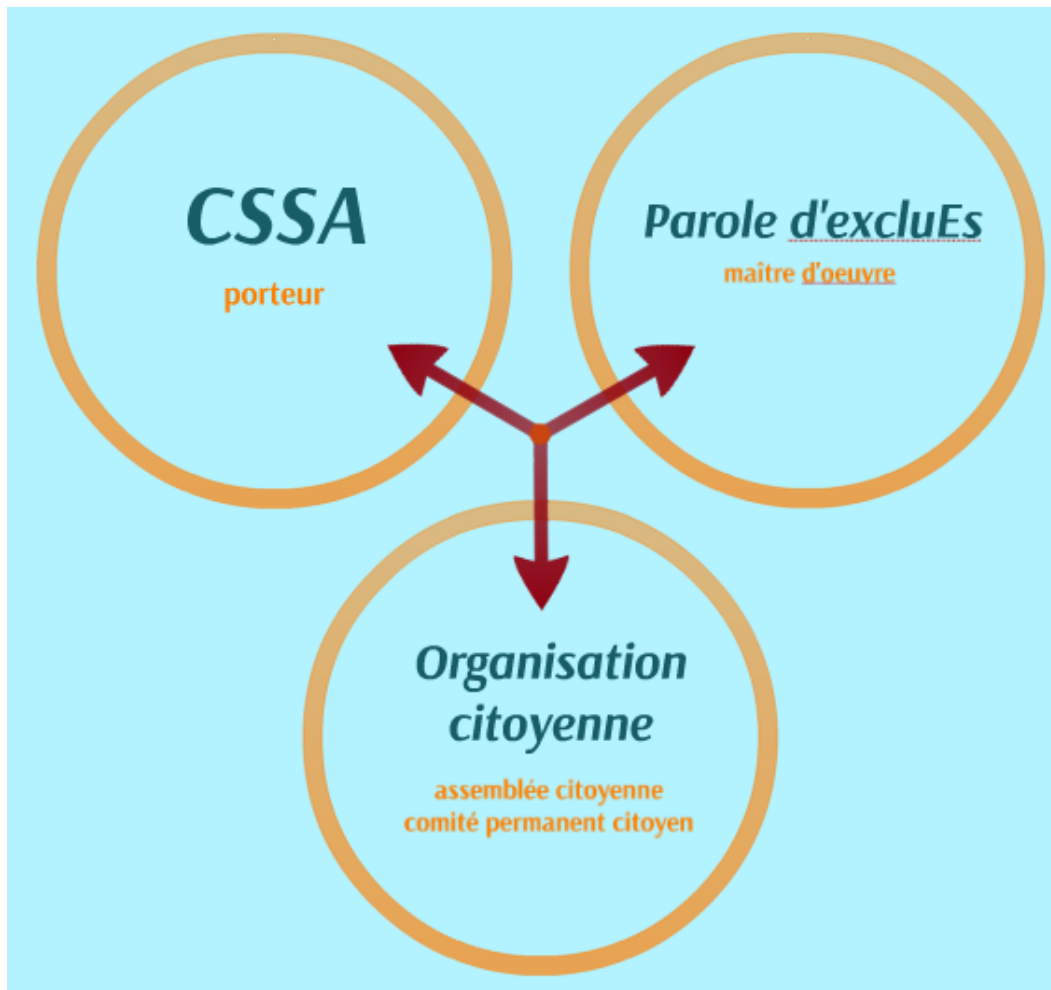 CSSA
porteur
Parole d'excluEs
maître d'oeuvre
Organisation
citoyenne
assemblée citoyenne
comité permanent citoyen